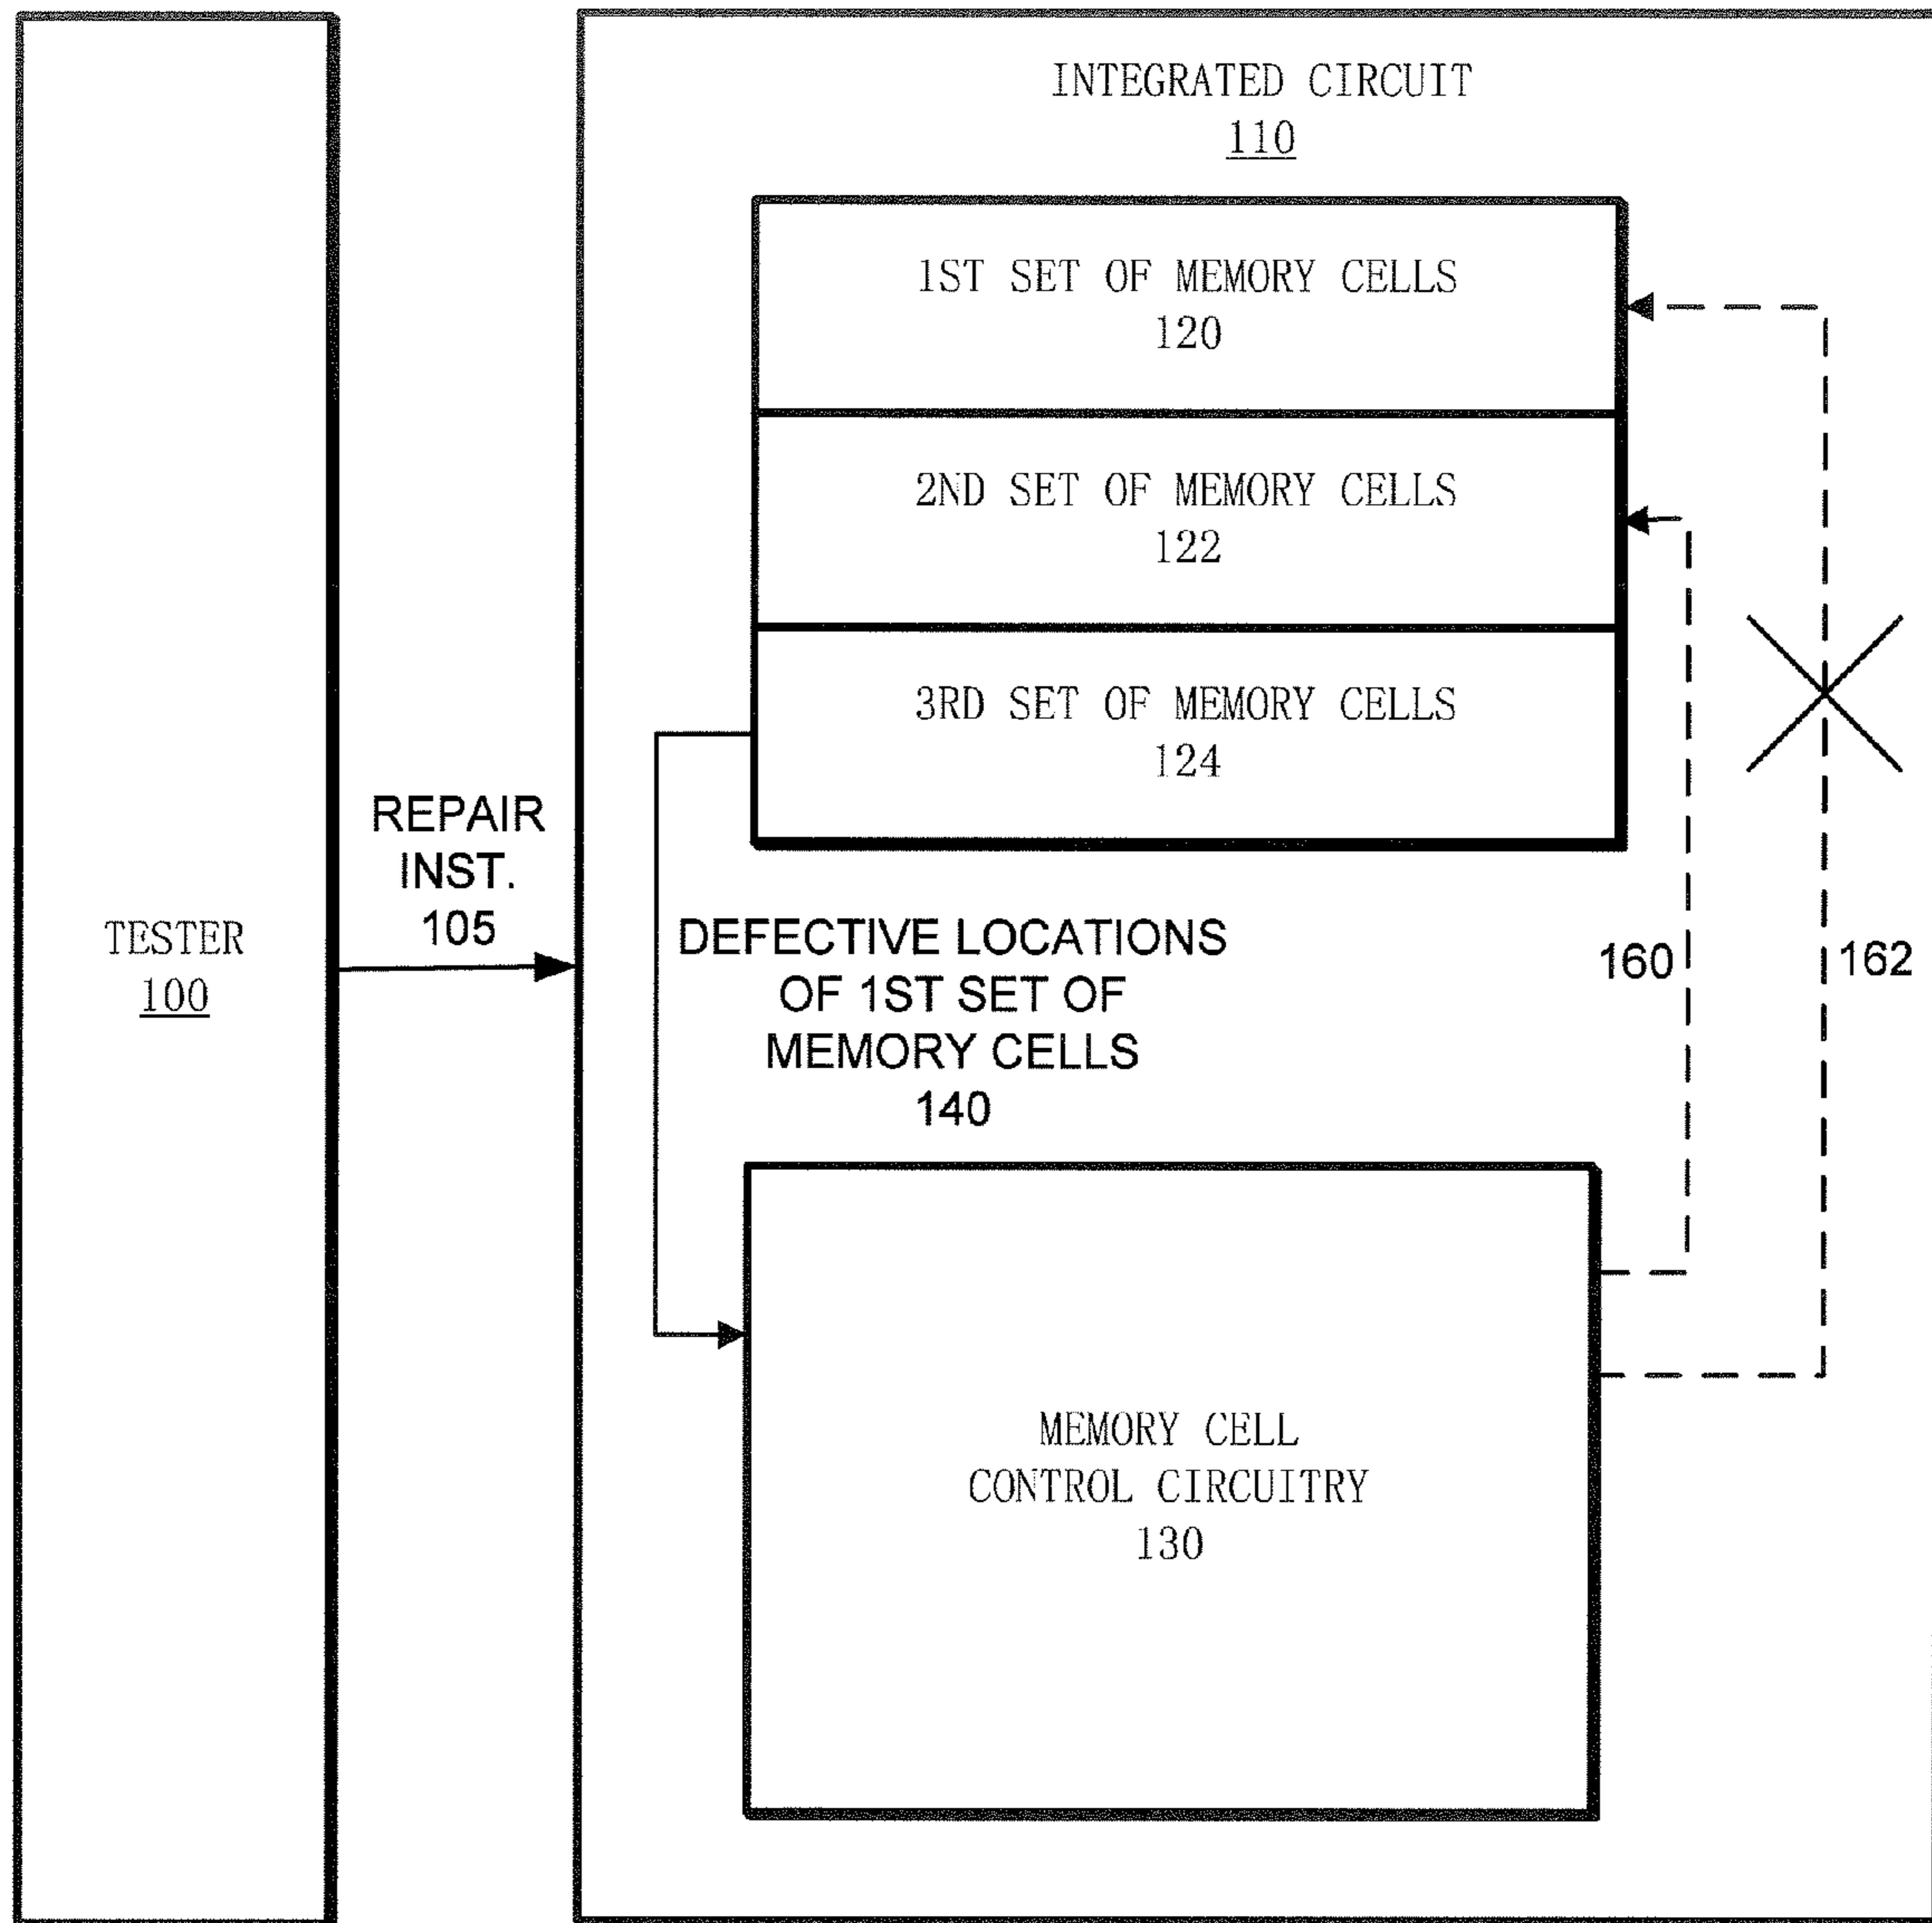 INTEGRATED CIRCUIT
110
1ST SET OF MEMORY CELLS
120
2ND SET OF MEMORY CELLS
122
3RD SET OF MEMORY CELLS
124
REPAIR
INST.
105
TESTER
100
DEFECTIVE LOCATIONS
OF 1ST SET OF
MEMORY CELLS
140
160
162
MEMORY CELL
CONTROL CIRCUITRY
130